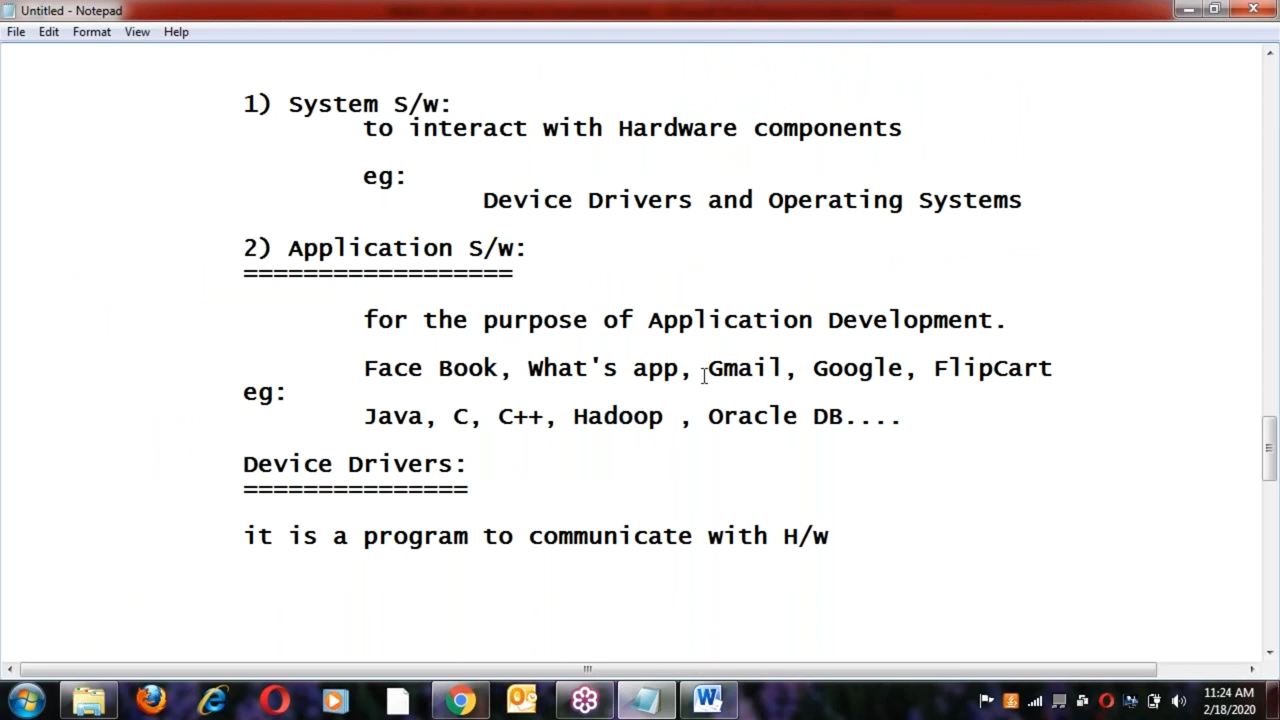 Untitled - Notepad
File Edit Format View Help
1) System S/w:
to interact with Hardware components
eg:
Device Drivers and Operating Systems
2) Application S/w:
==================
for the purpose of Application Development.
Face Book, What's app, Gmail, Google, FlipCart
eg:
Java, C, C++, Hadoop , Oracle DB....
Device Drivers:
===============
it is a program to communicate with H/w
11:24 AM
2/18/2020